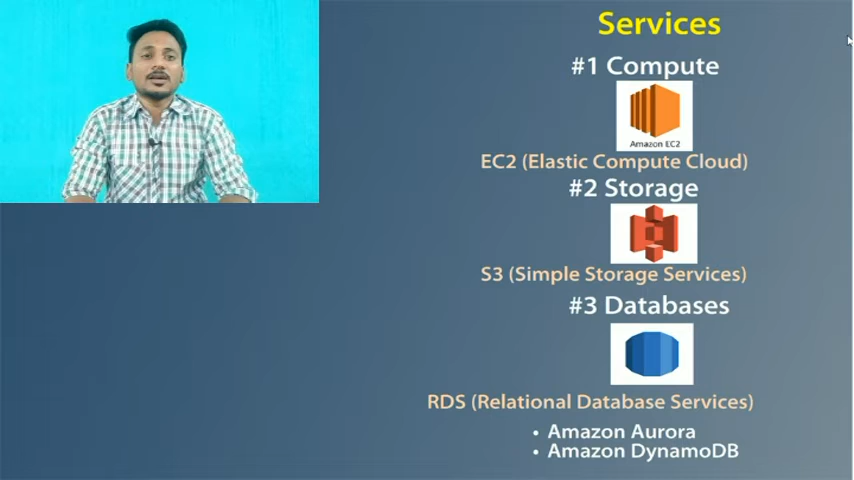 Services
#1 Compute
Amazon EC2
EC2 (Elastic Compute Cloud)
#2 Storage
S3 (Simple Storage Services)
#3 Databases
RDS (Relational Database Services)
• Amazon Aurora
• Amazon DynamoDB